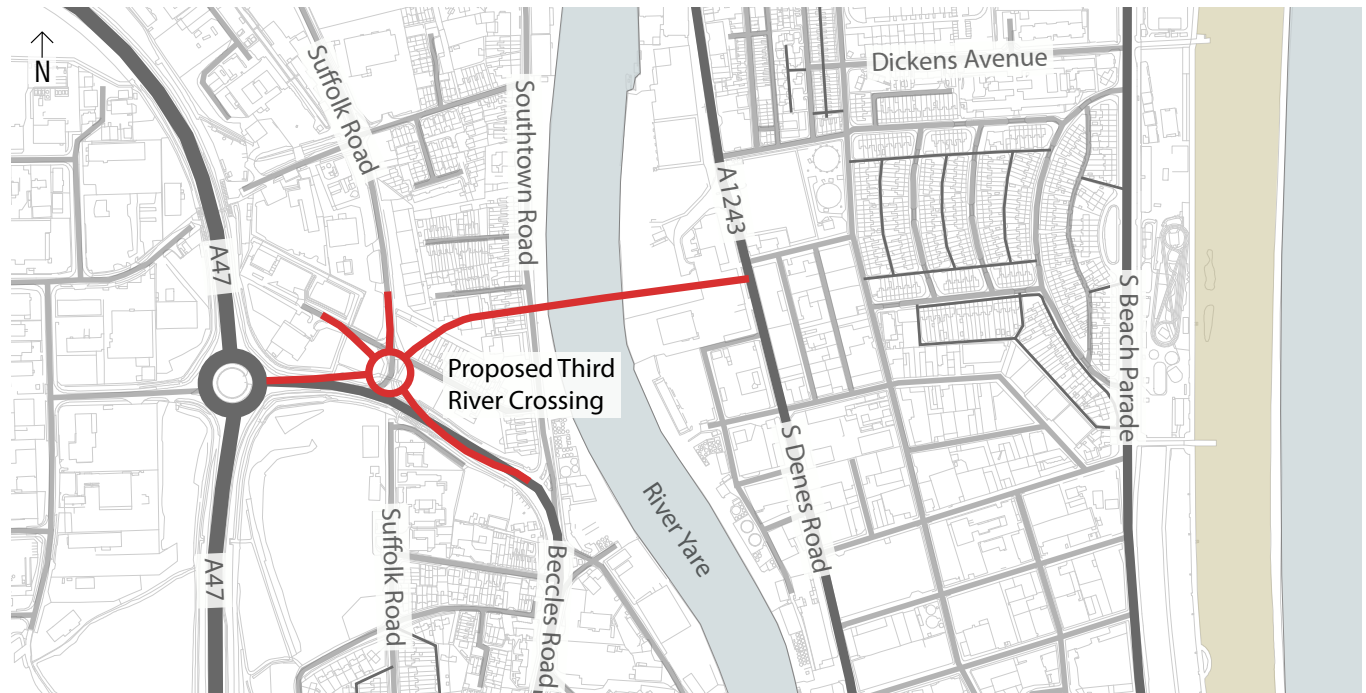 N
Suffolk Road
Southtown Road
Dickens Avenue
A1243
A47
S Beach Parade
Proposed Third
River Crossing
S Denes Road
River Yare
Suffolk Road
A47
Beccles Road